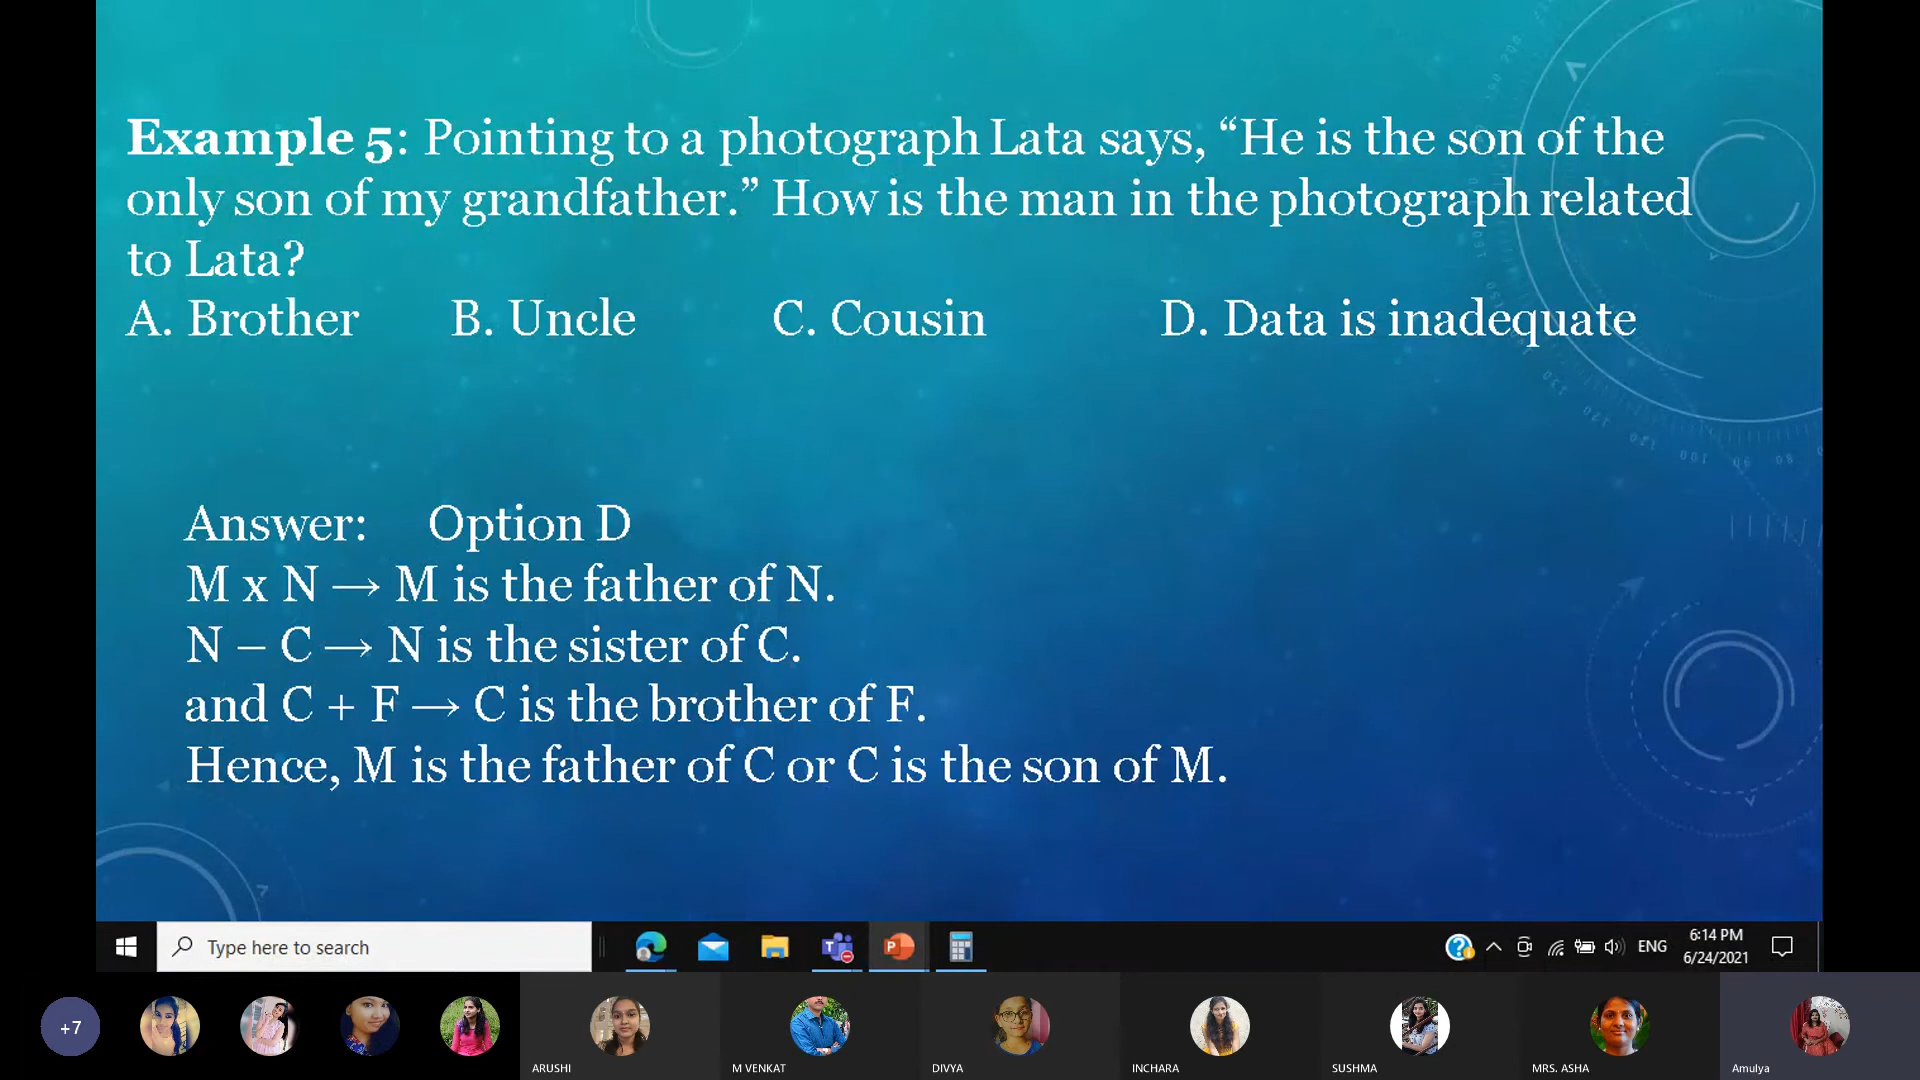 Example 5: Pointing to a photograph Lata says, “He is the son of the
only son of my grandfather.” How is the man in the photograph related
to Lata?
A. Brother B. Uncle C. Cousin D. Data is inadequate
Answer: Option D
M x N → M is the father of N.
N – C → N is the sister of C.
and C + F → C is the brother of F.
Hence, M is the father of C or C is the son of M.
Type here to search
ENG
6:14 PM
6/24/2021
+7
ARUSHI
M VENKAT
DIVYA
INCHARA
SUSHMA
MRS. ASHA
Amulya